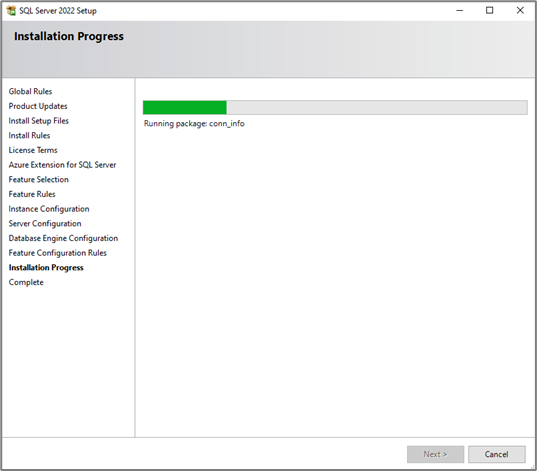 SQL Server 2022 Setup
Installation Progress
Global Rules
Product Updates
Install Setup Files
Install Rules
License Terms
Azure Extension for SQL Server
Feature Selection
Feature Rules
Instance Configuration
Server Configuration
Database Engine Configuration
Feature Configuration Rules
Installation Progress
Complete
Running package: conn_info
Next >
Cancel